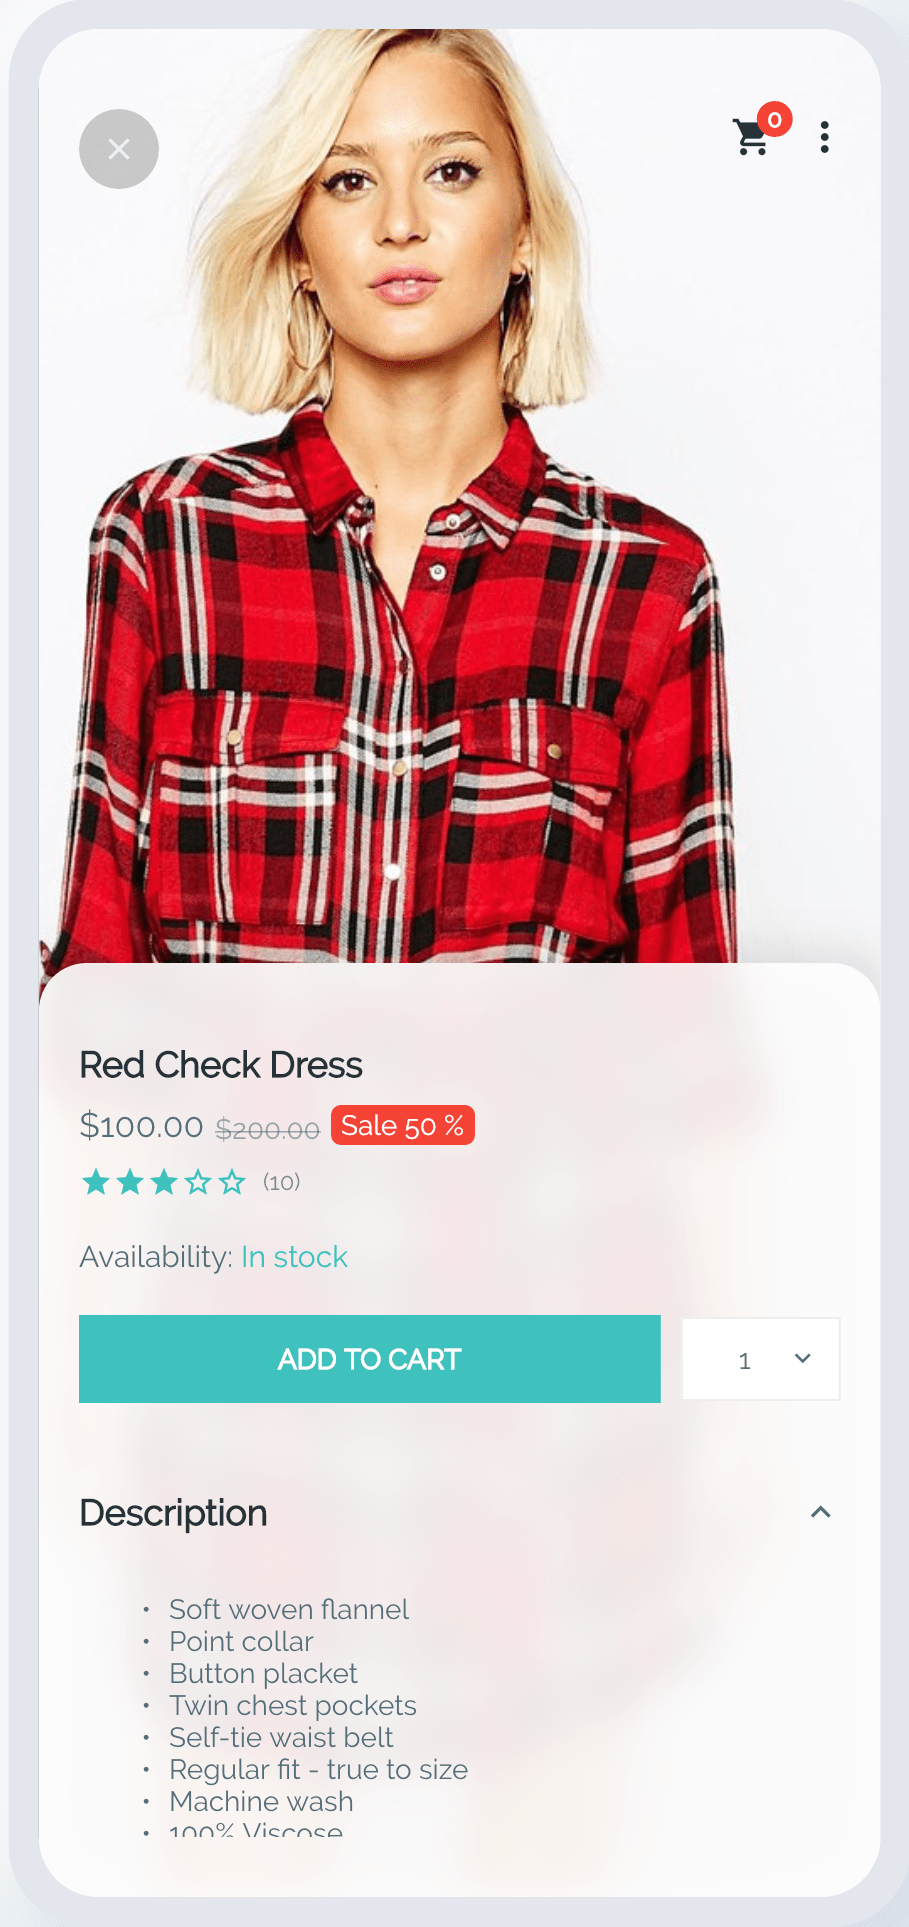 0
Red Check Dress
$100.00 $200.00 Sale 50 %
(10)
Availability: In stock
ADD TO CART 1
Description
• Soft woven flannel
• Point collar
• Button placket
• Twin chest pockets
• Self-tie waist belt
• Regular fit - true to size
• Machine wash
• 100% Viscose